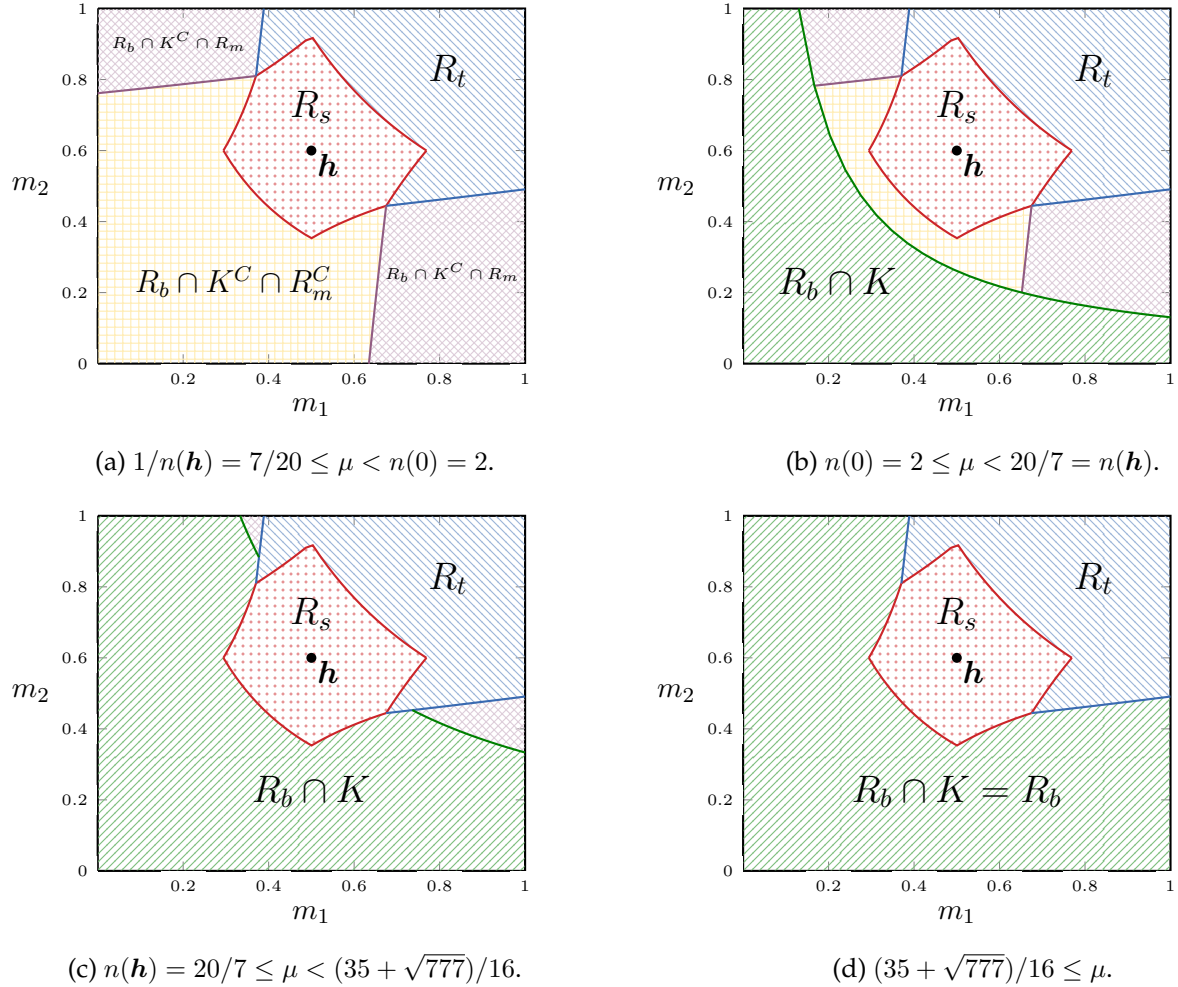 1
R_b ∩ K^C ∩ R_m
R_t
0.8
R_s
0.6
h
m_2
0.4
R_b ∩ K^C ∩ R_m^C
R_b ∩ K^C ∩ R_m
0.2
0
0.2 0.4 0.6 0.8 1
m_1
(a) 1/n(h) = 7/20 ≤ μ < n(0) = 2.
1
R_t
0.8
R_s
0.6
h
m_2
0.4
R_b ∩ K
0.2
0
0.2 0.4 0.6 0.8 1
m_1
(b) n(0) = 2 ≤ μ < 20/7 = n(h).
1
R_t
0.8
R_s
0.6
h
m_2
0.4
R_b ∩ K
0.2
0
0.2 0.4 0.6 0.8 1
m_1
(c) n(h) = 20/7 ≤ μ < (35 + √777)/16.
1
R_t
0.8
R_s
0.6
h
m_2
0.4
R_b ∩ K = R_b
0.2
0
0.2 0.4 0.6 0.8 1
m_1
(d) (35 + √777)/16 ≤ μ.